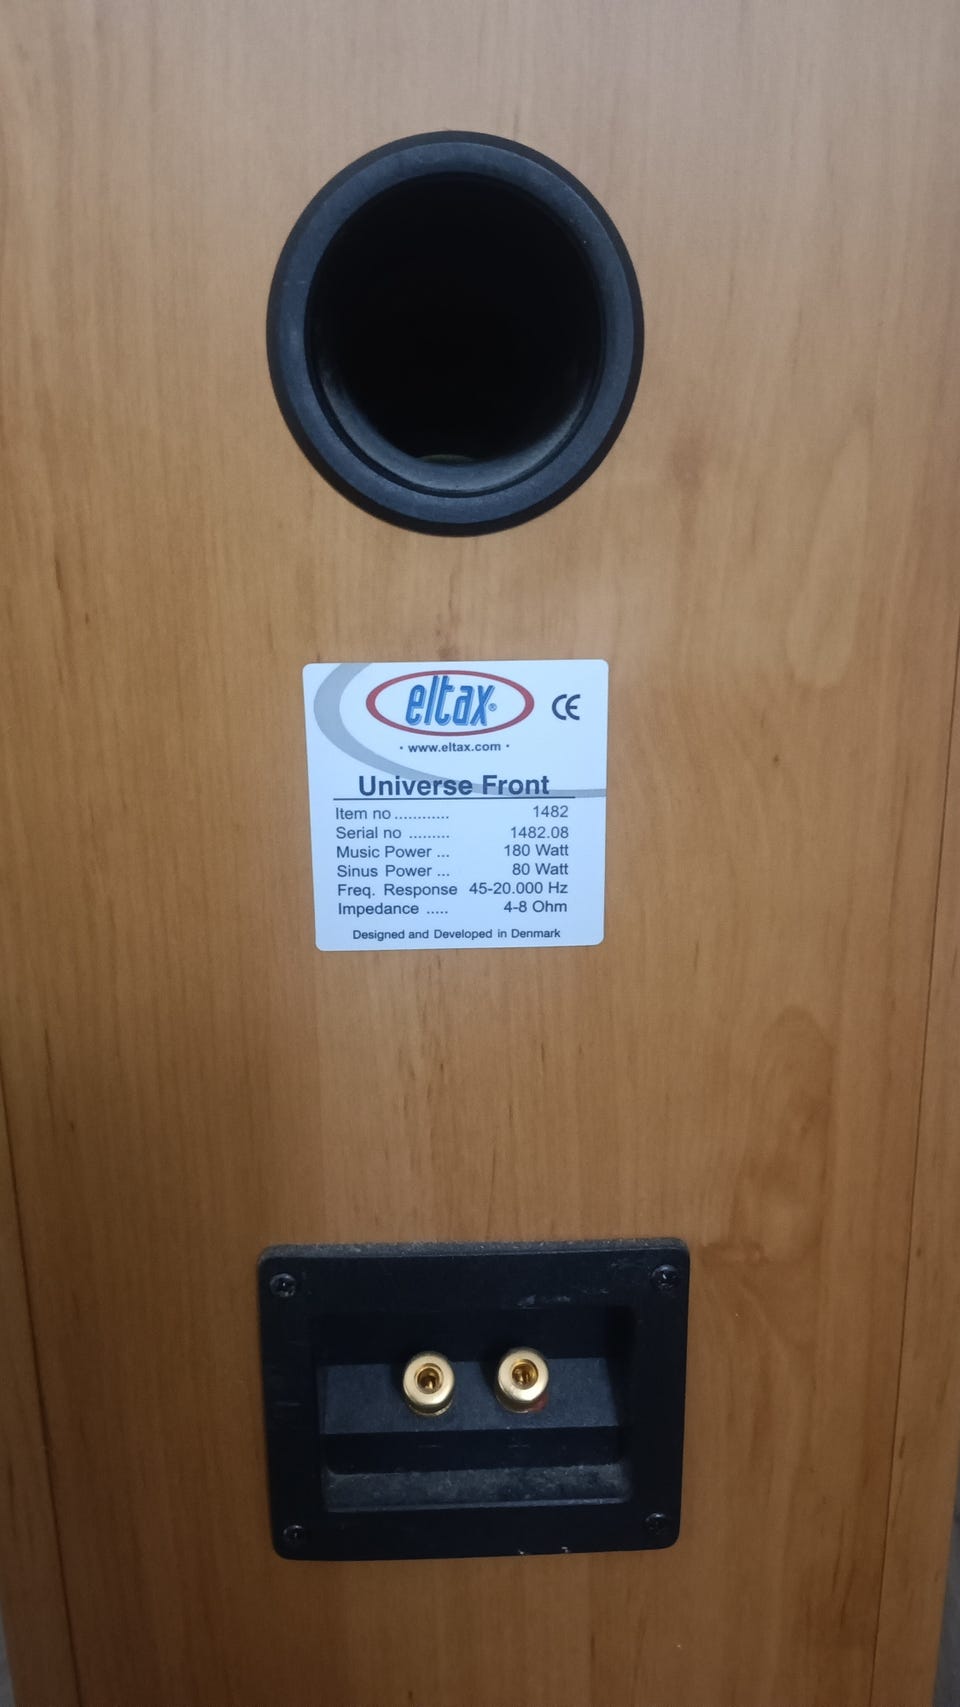 eltax®
CE
• www.eltax.com •
Universe Front
Item no ............ 1482
Serial no ......... 1482.08
Music Power ... 180 Watt
Sinus Power ... 80 Watt
Freq. Response 45-20.000 Hz
Impedance ..... 4-8 Ohm
Designed and Developed in Denmark
- +